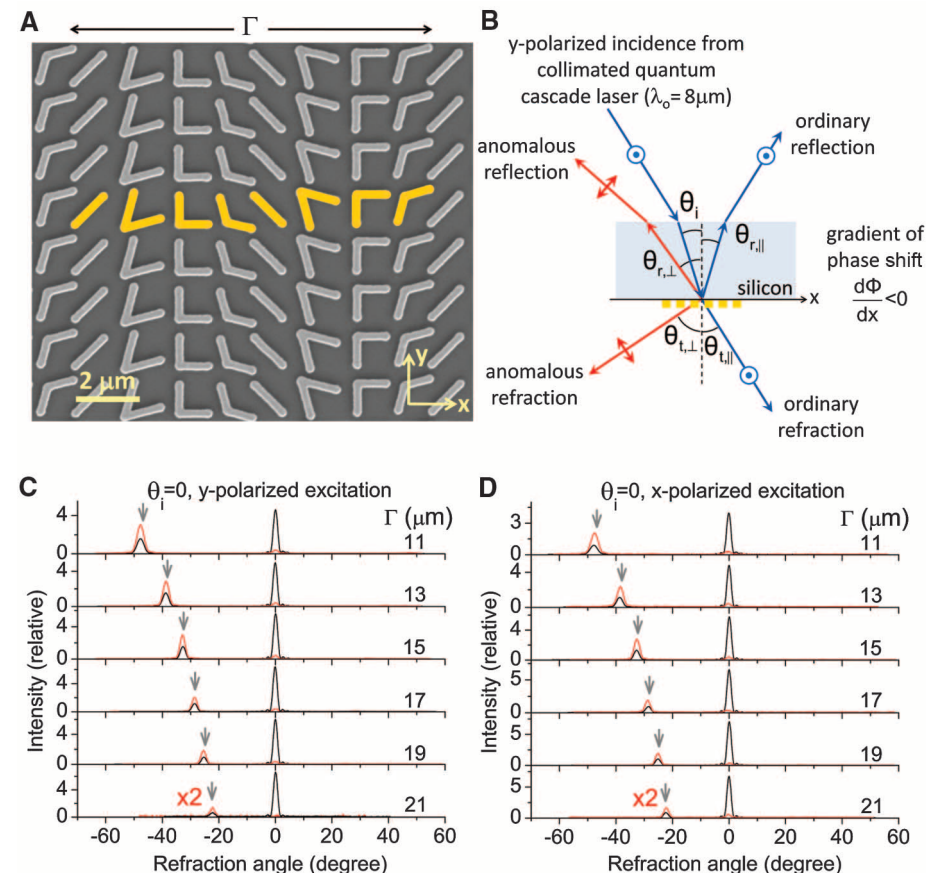 A
Γ
2 μm
y
x
B
y-polarized incidence from
collimated quantum
cascade laser (λo= 8μm)
anomalous
reflection
ordinary
reflection
θi
θr,⊥
θr,||
silicon
x
gradient of
phase shift
dΦ
dx
<0
θt,⊥
θt,||
anomalous
refraction
ordinary
refraction
C
θi=0, y-polarized excitation
Γ (μm)
4
0
11
4
0
13
4
0
15
4
0
17
4
0
19
4
0
x2
21
Intensity (relative)
-60 -40 -20 0 20 40 60
Refraction angle (degree)
D
θi=0, x-polarized excitation
Γ (μm)
3
0
11
4
0
13
4
0
15
5
0
17
5
0
19
5
0
x2
21
-60 -40 -20 0 20 40 60
Refraction angle (degree)